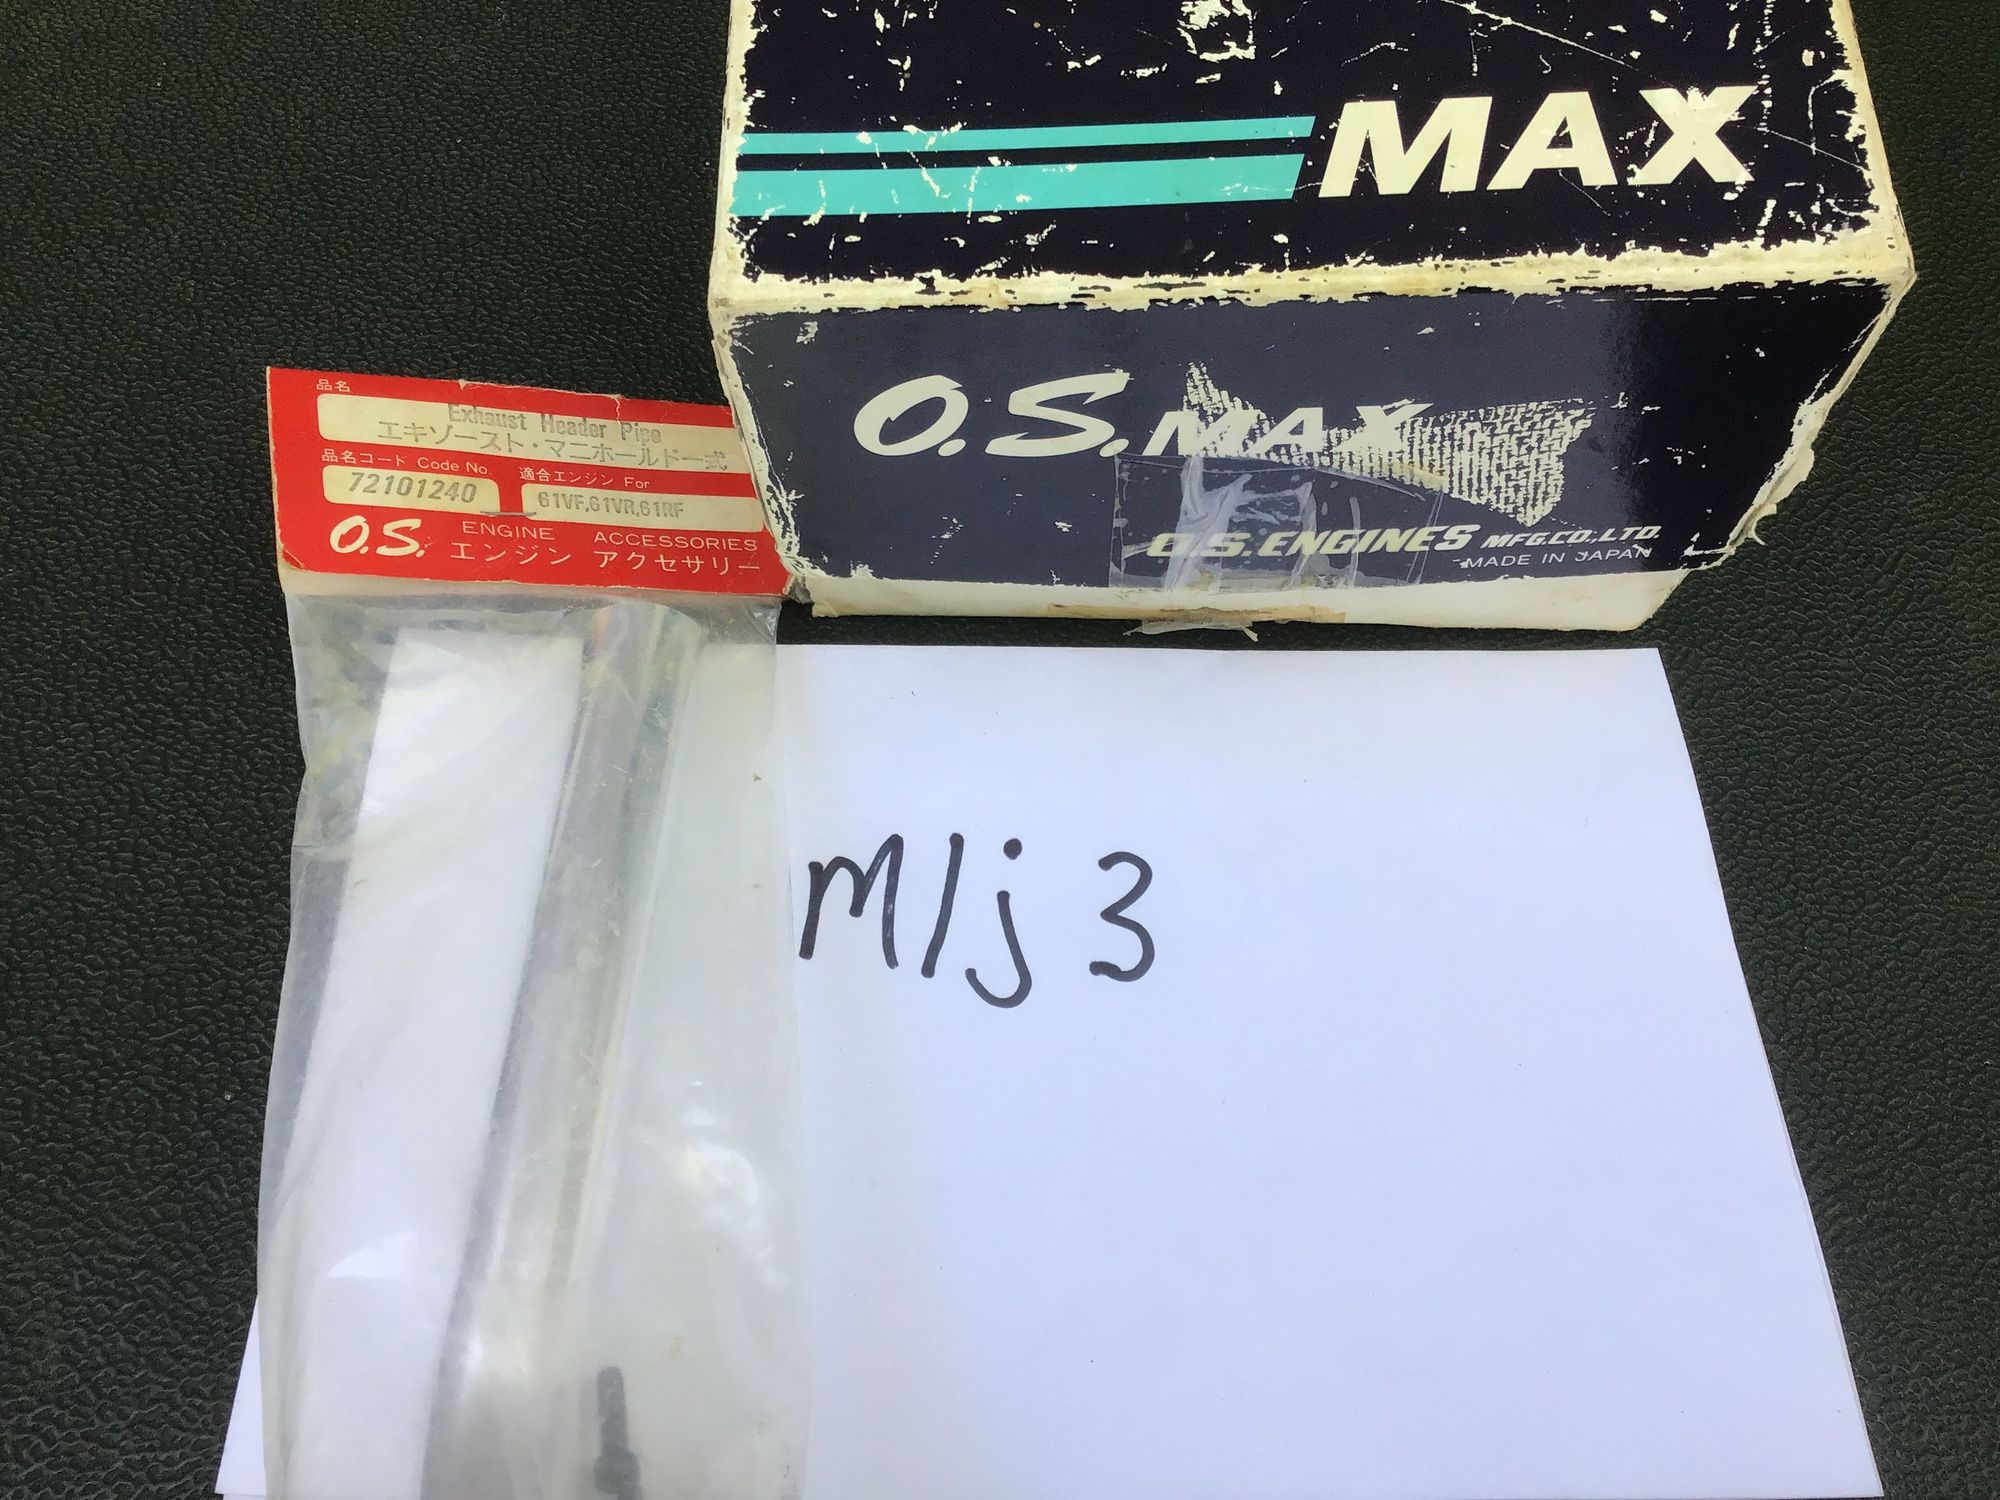 MAX
O.S.MAX
O.S.ENGINES MFG.CO.,LTD.
MADE IN JAPAN
品名
Exhaust Header Pipe
エキゾースト・マニホールド一式
品名コード Code No.
適合エンジン For
72101240
61VF,61VR,61RF
O.S. ENGINE ACCESSORIES
エンジン アクセサリー
mlj3